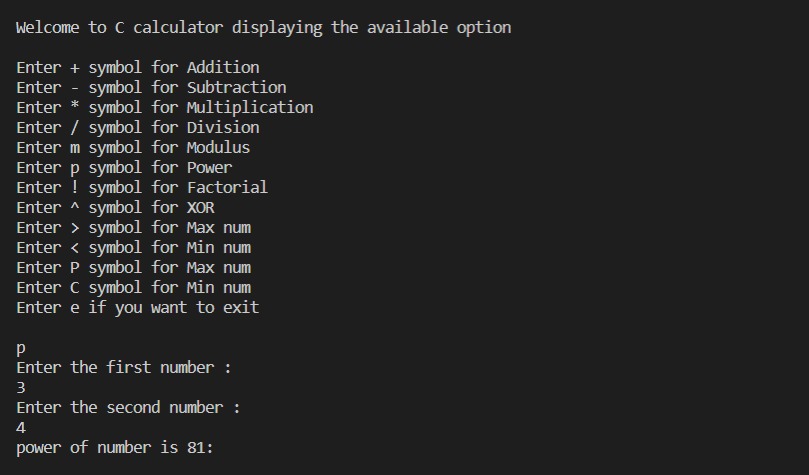 Welcome to C calculator displaying the available option
Enter + symbol for Addition
Enter - symbol for Subtraction
Enter * symbol for Multiplication
Enter / symbol for Division
Enter m symbol for Modulus
Enter p symbol for Power
Enter ! symbol for Factorial
Enter ^ symbol for XOR
Enter > symbol for Max num
Enter < symbol for Min num
Enter P symbol for Max num
Enter C symbol for Min num
Enter e if you want to exit
p
Enter the first number :
3
Enter the second number :
4
power of number is 81: